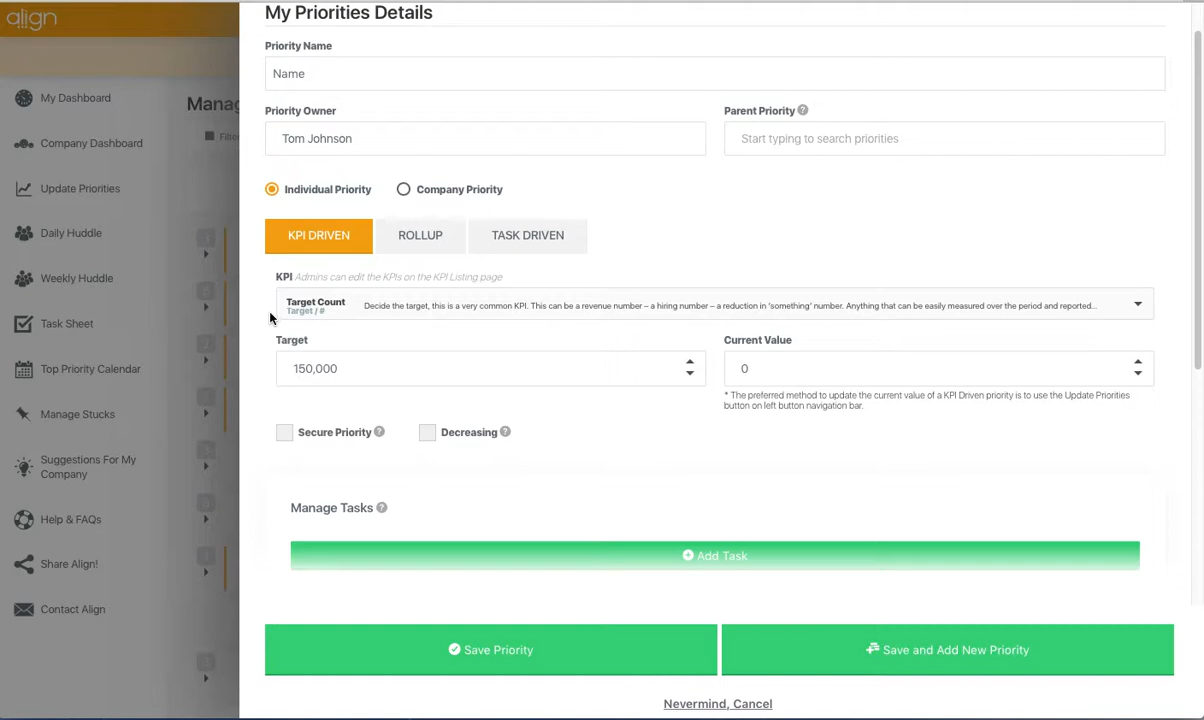 align
My Dashboard
Company Dashboard
Update Priorities
Daily Huddle
Weekly Huddle
Task Sheet
Top Priority Calendar
Manage Stucks
Suggestions For My
Company
Help & FAQs
Share Align!
Contact Align
Mana
Filte
My Priorities Details
Priority Name
Name
Priority Owner
Parent Priority ?
Tom Johnson
Start typing to search priorities
Individual Priority
Company Priority
KPI DRIVEN
ROLLUP
TASK DRIVEN
KPI Admins can edit the KPIs on the KPI Listing page
Target Count
Target / #
Decide the target, this is a very common KPI. This can be a revenue number – a hiring number – a reduction in 'something' number. Anything that can be easily measured over the period and reported...
Target
Current Value
150,000
0
* The preferred method to update the current value of a KPI Driven priority is to use the Update Priorities
button on left button navigation bar.
Secure Priority ?
Decreasing ?
Manage Tasks ?
Add Task
Save Priority
Save and Add New Priority
Nevermind, Cancel